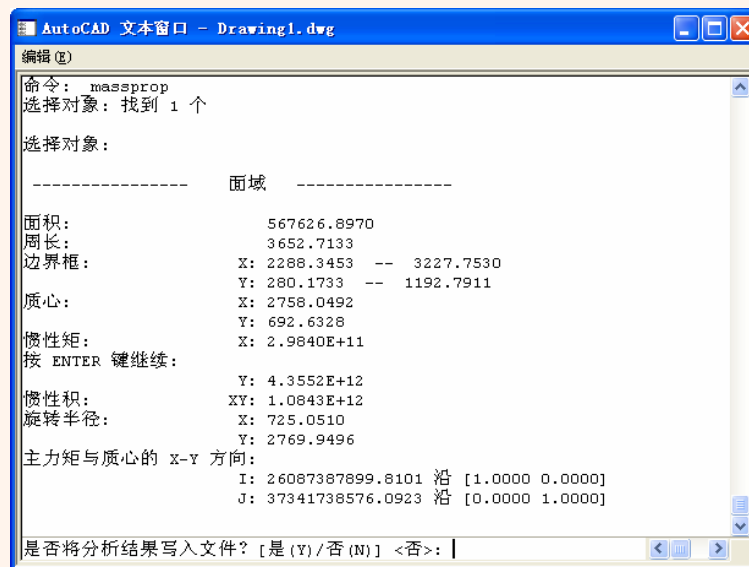 AutoCAD 文本窗口 - Drawing1.dwg
编辑(E)
命令: _massprop
选择对象: 找到 1 个
选择对象:
---------------- 面域 ----------------
面积: 567626.8970
周长: 3652.7133
边界框: X: 2288.3453 -- 3227.7530
Y: 280.1733 -- 1192.7911
质心: X: 2758.0492
Y: 692.6328
惯性矩: X: 2.9840E+11
按 ENTER 键继续:
Y: 4.3552E+12
惯性积: XY: 1.0843E+12
旋转半径: X: 725.0510
Y: 2769.9496
主力矩与质心的 X-Y 方向:
I: 26087387899.8101 沿 [1.0000 0.0000]
J: 37341738576.0923 沿 [0.0000 1.0000]
是否将分析结果写入文件? [是(Y)/否(N)] <否>: